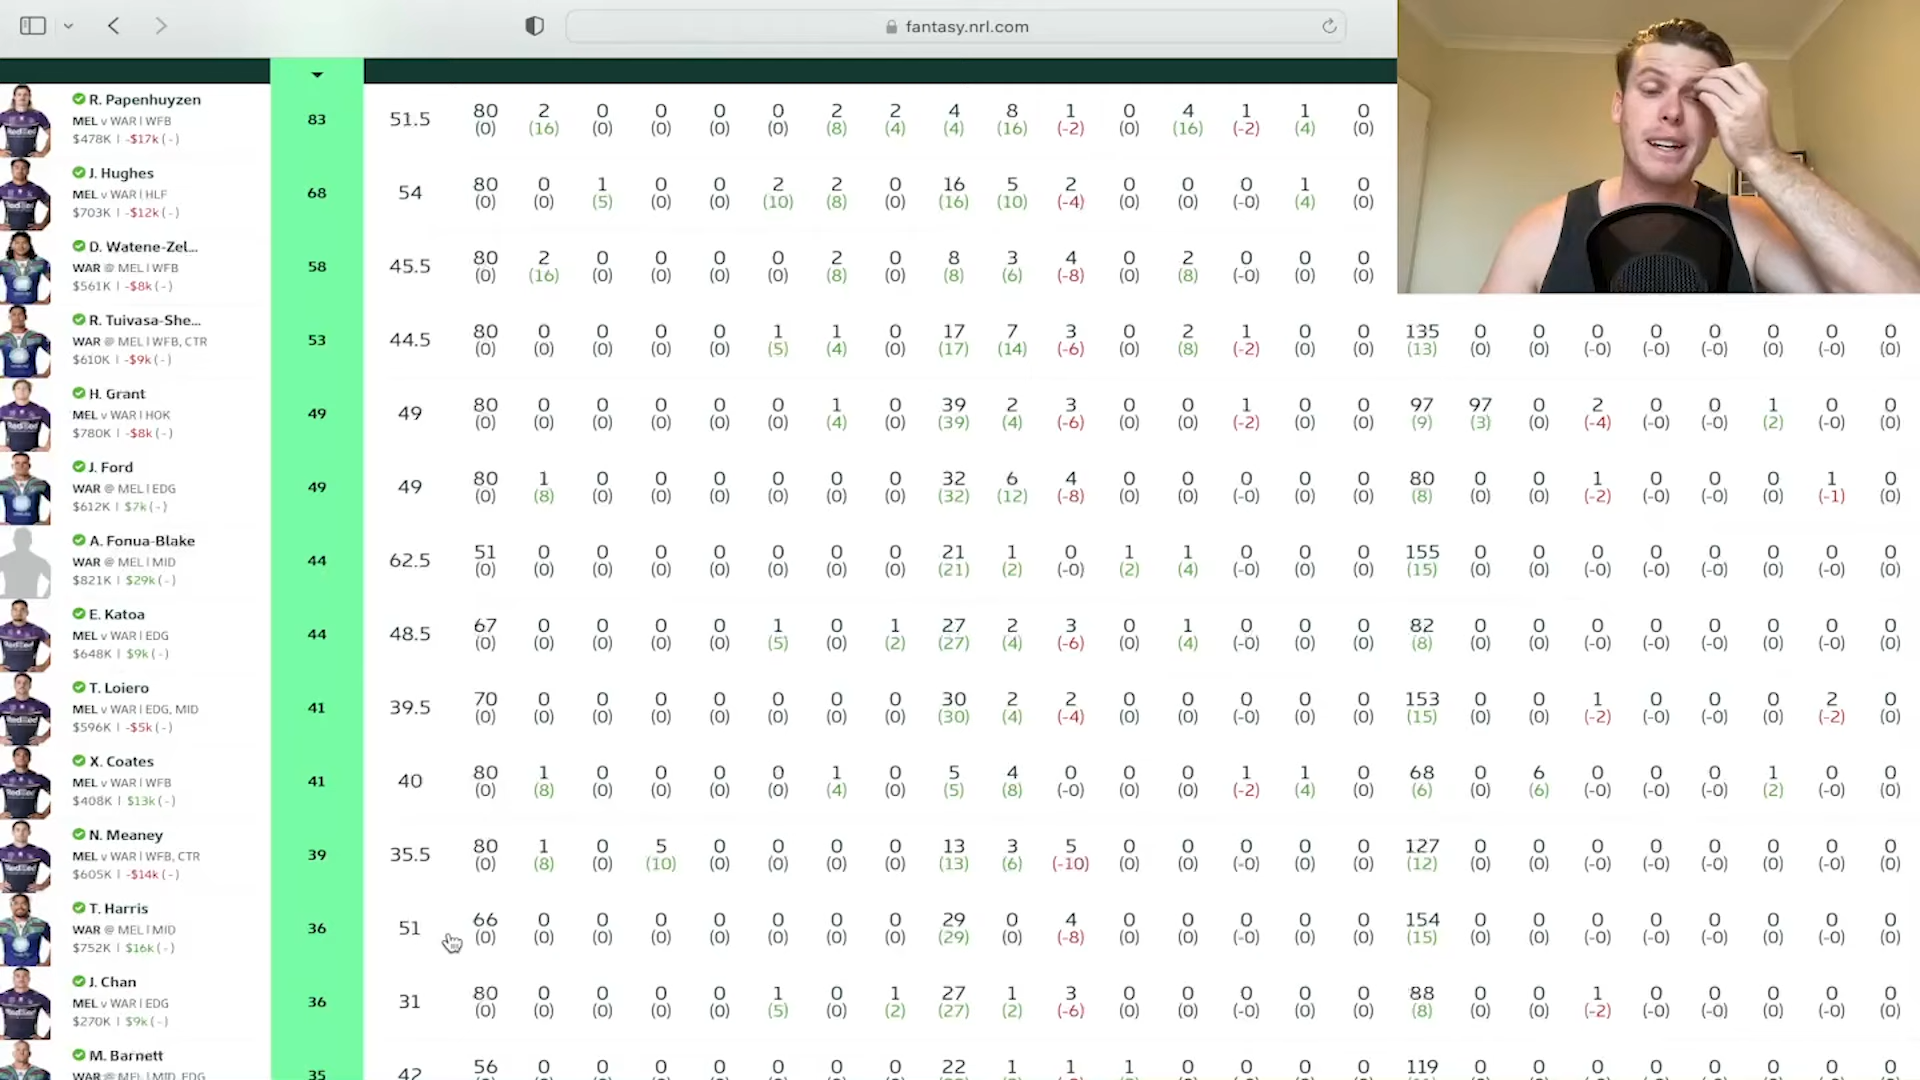 fantasy.nrl.com
R. Papenhuyzen
MEL v WAR | WFB
$478K | -$17k (-)
83 51.5 80 2 0 0 0 0 2 2 4 8 1 0 4 1 1 0
(0) (16) (0) (0) (0) (0) (8) (4) (4) (16) (-2) (0) (16) (-2) (4) (0)
J. Hughes
MEL v WAR | HLF
$703K | -$12k (-)
68 54 80 0 1 0 0 2 2 0 16 5 2 0 0 0 1 0
(0) (0) (5) (0) (0) (10) (8) (0) (16) (10) (-4) (0) (0) (-0) (4) (0)
D. Watene-Zel...
WAR @ MEL | WFB
$561K | -$8k (-)
58 45.5 80 2 0 0 0 0 2 0 8 3 4 0 2 0 0 0
(0) (16) (0) (0) (0) (0) (8) (0) (8) (6) (-8) (0) (8) (-0) (0) (0)
R. Tuivasa-She...
WAR @ MEL | WFB, CTR
$610K | -$9k (-)
53 44.5 80 0 0 0 0 1 1 0 17 7 3 0 2 1 0 0 135 0 0 0 0 0 0 0 0
(0) (0) (0) (0) (0) (5) (4) (0) (17) (14) (-6) (0) (8) (-2) (0) (0) (13) (0) (0) (-0) (-0) (-0) (0) (-0) (0)
H. Grant
MEL v WAR | HOK
$780K | -$8k (-)
49 49 80 0 0 0 0 0 1 0 39 2 3 0 0 1 0 0 97 97 0 2 0 0 1 0 0
(0) (0) (0) (0) (0) (0) (4) (0) (39) (4) (-6) (0) (0) (-2) (0) (0) (9) (3) (0) (-4) (-0) (-0) (2) (-0) (0)
J. Ford
WAR @ MEL | EDG
$612K | $7k (-)
49 49 80 1 0 0 0 0 0 0 32 6 4 0 0 0 0 0 80 0 0 1 0 0 0 1 0
(0) (8) (0) (0) (0) (0) (0) (0) (32) (12) (-8) (0) (0) (-0) (0) (0) (8) (0) (0) (-2) (-0) (-0) (0) (-1) (0)
A. Fonua-Blake
WAR @ MEL | MID
$821K | $29k (-)
44 62.5 51 0 0 0 0 0 0 0 21 1 0 1 1 0 0 0 155 0 0 0 0 0 0 0 0
(0) (0) (0) (0) (0) (0) (0) (0) (21) (2) (-0) (2) (4) (-0) (0) (0) (15) (0) (0) (-0) (-0) (-0) (0) (-0) (0)
E. Katoa
MEL v WAR | EDG
$648K | $9k (-)
44 48.5 67 0 0 0 0 1 0 1 27 2 3 0 1 0 0 0 82 0 0 0 0 0 0 0 0
(0) (0) (0) (0) (0) (5) (0) (2) (27) (4) (-6) (0) (4) (-0) (0) (0) (8) (0) (0) (-0) (-0) (-0) (0) (-0) (0)
T. Loiero
MEL v WAR | EDG, MID
$596K | -$5k (-)
41 39.5 70 0 0 0 0 0 0 0 30 2 2 0 0 0 0 0 153 0 0 1 0 0 0 2 0
(0) (0) (0) (0) (0) (0) (0) (0) (30) (4) (-4) (0) (0) (-0) (0) (0) (15) (0) (0) (-2) (-0) (-0) (0) (-2) (0)
X. Coates
MEL v WAR | WFB
$408K | $13k (-)
41 40 80 1 0 0 0 0 1 0 5 4 0 0 0 1 1 0 68 0 6 0 0 0 1 0 0
(0) (8) (0) (0) (0) (0) (4) (0) (5) (8) (-0) (0) (0) (-2) (4) (0) (6) (0) (6) (-0) (-0) (-0) (2) (-0) (0)
N. Meaney
MEL v WAR | WFB, CTR
$605K | -$14k (-)
39 35.5 80 1 0 5 0 0 0 0 13 3 5 0 0 0 0 0 127 0 0 0 0 0 0 0 0
(0) (8) (0) (10) (0) (0) (0) (0) (13) (6) (-10) (0) (0) (-0) (0) (0) (12) (0) (0) (-0) (-0) (-0) (0) (-0) (0)
T. Harris
WAR @ MEL | MID
$752K | $16k (-)
36 51 66 0 0 0 0 0 0 0 29 0 4 0 0 0 0 0 154 0 0 0 0 0 0 0 0
(0) (0) (0) (0) (0) (0) (0) (0) (29) (0) (-8) (0) (0) (-0) (0) (0) (15) (0) (0) (-0) (-0) (-0) (0) (-0) (0)
J. Chan
MEL v WAR | EDG
$270K | $9k (-)
36 31 80 0 0 0 0 1 0 1 27 1 3 0 0 0 0 0 88 0 0 1 0 0 0 0 0
(0) (0) (0) (0) (0) (5) (0) (2) (27) (2) (-6) (0) (0) (-0) (0) (0) (8) (0) (0) (-2) (-0) (-0) (0) (-0) (0)
M. Barnett
WAR @ MEL | MID, EDG
35 42 56 0 0 0 0 0 0 0 22 1 1 1 0 0 0 0 119 0 0 0 0 0 0 0 0